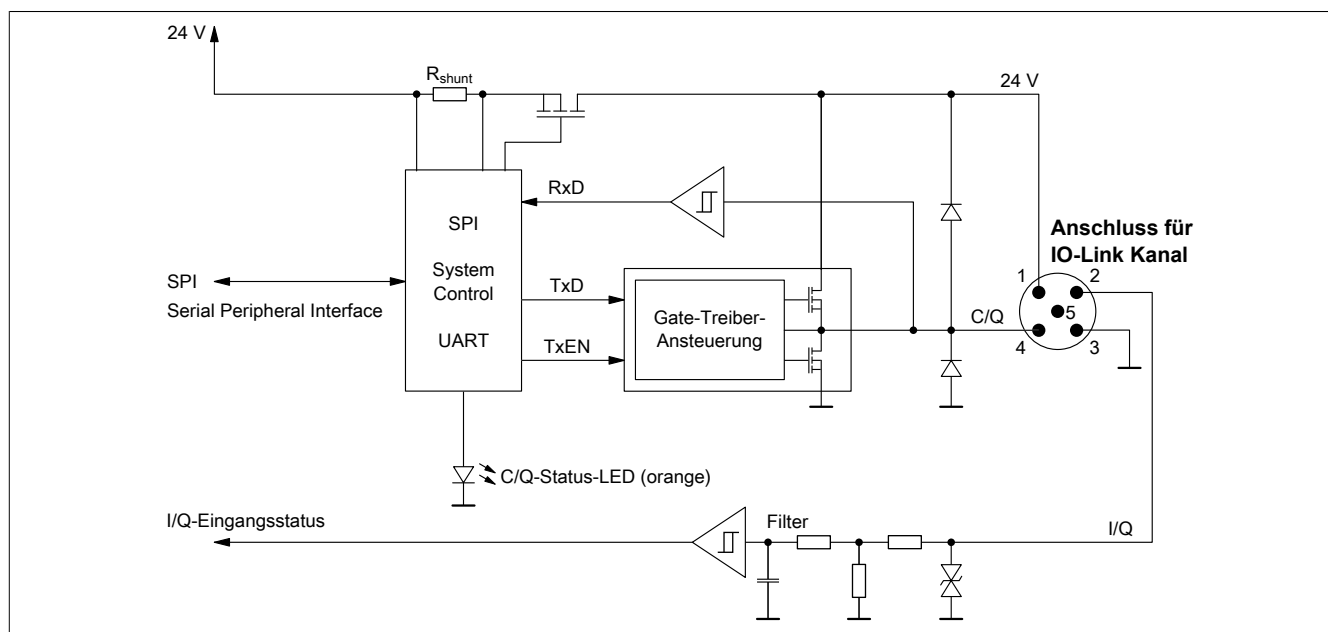 24 V
Rshunt
24 V
RxD
SPI
System
Control
UART
Anschluss für
IO-Link Kanal
SPI
Serial Peripheral Interface
TxD
TxEN
Gate-Treiber-
Ansteuerung
C/Q
1
2
5
4
3
C/Q-Status-LED (orange)
I/Q-Eingangsstatus
Filter
I/Q